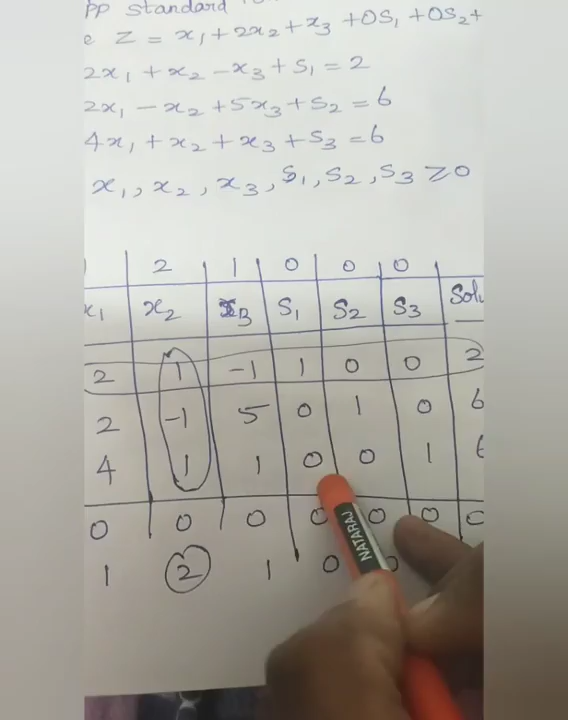 PP standard
e Z = x₁ + 2x₂ + x₃ + 0S₁ + 0S₂ +
2x₁ + x₂ - x₃ + S₁ = 2
2x₁ - x₂ + 5x₃ + S₂ = 6
4x₁ + x₂ + x₃ + S₃ = 6
x₁, x₂, x₃, S₁, S₂, S₃ ≥ 0
2 1 0 0 0
x₁ x₂ x₃ S₁ S₂ S₃ Solu
2 1 -1 1 0 0 2
2 -1 5 0 1 0 6
4 1 1 0 0 1 6
0 0 0 0 0 0 0
1 2 1 0
NATARAJ